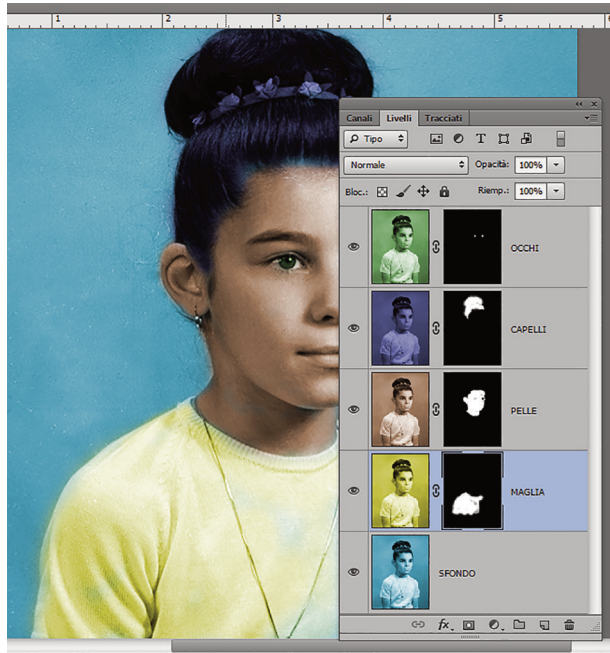 1 2 3 4 5 6
Canali Livelli Tracciati
Tipo T
Normale Opacità: 100%
Bloc.: Riemp.: 100%
OCCHI
CAPELLI
PELLE
MAGLIA
SFONDO
fx